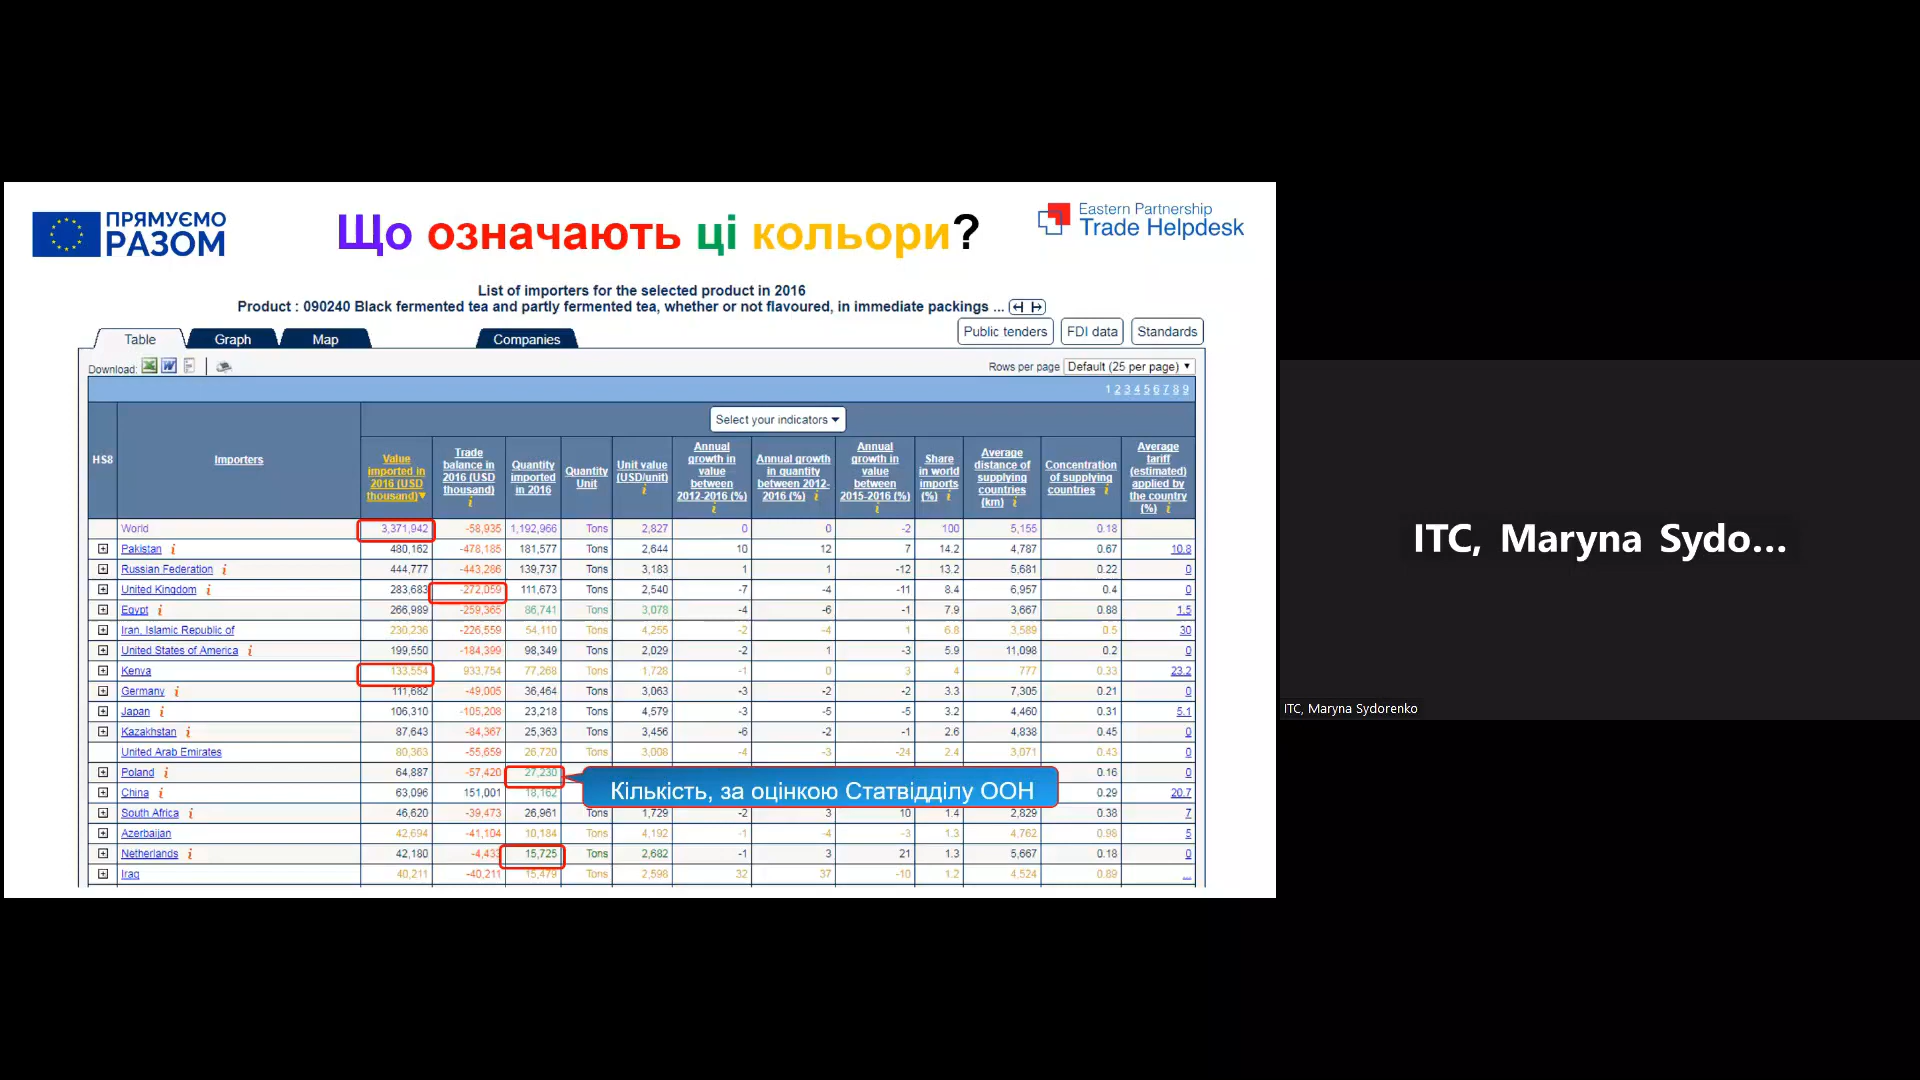 ПРЯМУЄМО
РАЗОМ
Що означають ці кольори?
Eastern Partnership
Trade Helpdesk
List of importers for the selected product in 2016
Product : 090240 Black fermented tea and partly fermented tea, whether or not flavoured, in immediate packings ...
Table Graph Map Companies Public tenders FDI data Standards
Download: Rows per page Default (25 per page)
1 2 3 4 5 6 7 8 9
Select your indicators
HS8 Importers Value imported in 2016 (USD thousand) Trade balance in 2016 (USD thousand) i Quantity imported in 2016 Quantity Unit Unit value (USD/unit) i Annual growth in value between 2012-2016 (%) i Annual growth in quantity between 2012-2016 (%) i Annual growth in value between 2015-2016 (%) i Share in world imports (%) i Average distance of supplying countries (km) i Concentration of supplying countries i Average tariff (estimated) applied by the country (%) i
World 3,371,942 -58,935 1,192,966 Tons 2,827 0 0 -2 100 5,155 0.18
Pakistan i 480,162 -478,185 181,577 Tons 2,644 10 12 7 14.2 4,787 0.67 10.8
Russian Federation i 444,777 -443,286 139,737 Tons 3,183 1 1 -12 13.2 5,681 0.22 0
United Kingdom i 283,683 -272,059 111,673 Tons 2,540 -7 -4 -11 8.4 6,957 0.4 0
Egypt i 266,989 -259,365 86,741 Tons 3,078 -4 -6 -1 7.9 3,667 0.88 1.5
Iran, Islamic Republic of 230,236 -226,559 54,110 Tons 4,255 -2 -4 1 6.8 3,589 0.5 30
United States of America i 199,550 -184,399 98,349 Tons 2,029 -2 1 -3 5.9 11,098 0.2 0
Kenya 133,554 933,754 77,268 Tons 1,728 -1 0 3 4 777 0.33 23.2
Germany i 111,682 -49,005 36,464 Tons 3,063 -3 -2 -2 3.3 7,305 0.21 0
Japan i 106,310 -105,208 23,218 Tons 4,579 -3 -5 -5 3.2 4,460 0.31 5.1
Kazakhstan i 87,643 -84,367 25,363 Tons 3,456 -6 -2 -1 2.6 4,838 0.45 0
United Arab Emirates 80,363 -55,659 26,720 Tons 3,008 -4 -3 -24 2.4 3,071 0.43 0
Poland i 64,887 -57,420 27,230 0.16 0
China i 63,096 151,001 18,162 0.29 20.7
Кількість, за оцінкою Статвідділу ООН
South Africa i 46,620 -39,473 26,961 Tons 1,729 -2 3 10 1.4 2,829 0.38 7
Azerbaijan 42,694 -41,104 10,184 Tons 4,192 -1 -4 -3 1.3 4,762 0.98 5
Netherlands i 42,180 -4,433 15,725 Tons 2,682 -1 3 21 1.3 5,667 0.18 0
Iraq 40,211 -40,211 15,479 Tons 2,598 32 37 -10 1.2 4,524 0.89 ...
ITC, Maryna Sydo...
ITC, Maryna Sydorenko